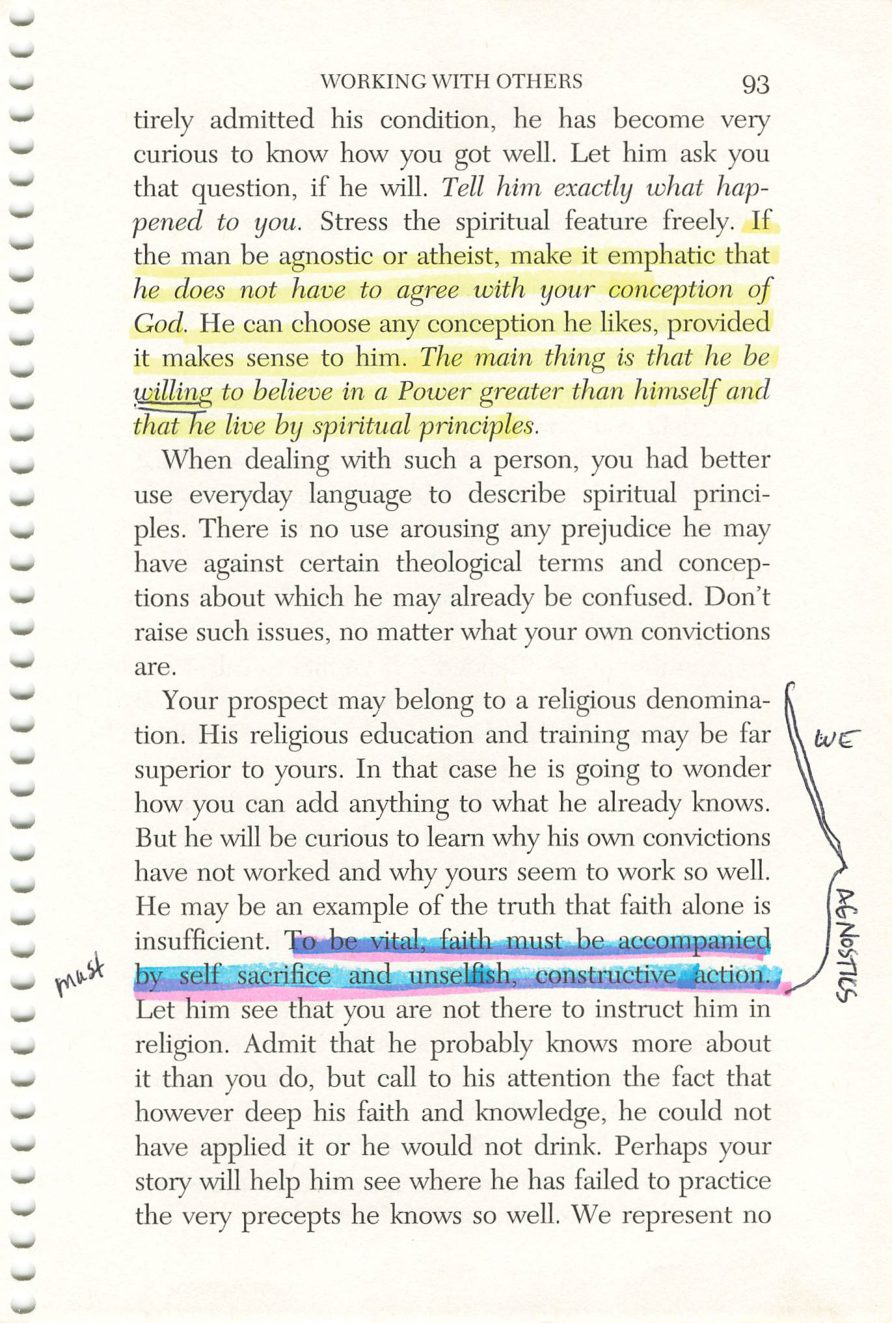 WORKING WITH OTHERS 93
tirely admitted his condition, he has become very
curious to know how you got well. Let him ask you
that question, if he will. Tell him exactly what hap-
pened to you. Stress the spiritual feature freely. If
the man be agnostic or atheist, make it emphatic that
he does not have to agree with your conception of
God. He can choose any conception he likes, provided
it makes sense to him. The main thing is that he be
willing to believe in a Power greater than himself and
that he live by spiritual principles.
When dealing with such a person, you had better
use everyday language to describe spiritual princi-
ples. There is no use arousing any prejudice he may
have against certain theological terms and concep-
tions about which he may already be confused. Don't
raise such issues, no matter what your own convictions
are.
Your prospect may belong to a religious denomina-
tion. His religious education and training may be far
superior to yours. In that case he is going to wonder
how you can add anything to what he already knows.
But he will be curious to learn why his own convictions
have not worked and why yours seem to work so well.
He may be an example of the truth that faith alone is
insufficient. To be vital, faith must be accompanied
by self sacrifice and unselfish, constructive action.
Let him see that you are not there to instruct him in
religion. Admit that he probably knows more about
it than you do, but call to his attention the fact that
however deep his faith and knowledge, he could not
have applied it or he would not drink. Perhaps your
story will help him see where he has failed to practice
the very precepts he knows so well. We represent no
WE
AGNOSTICS
must